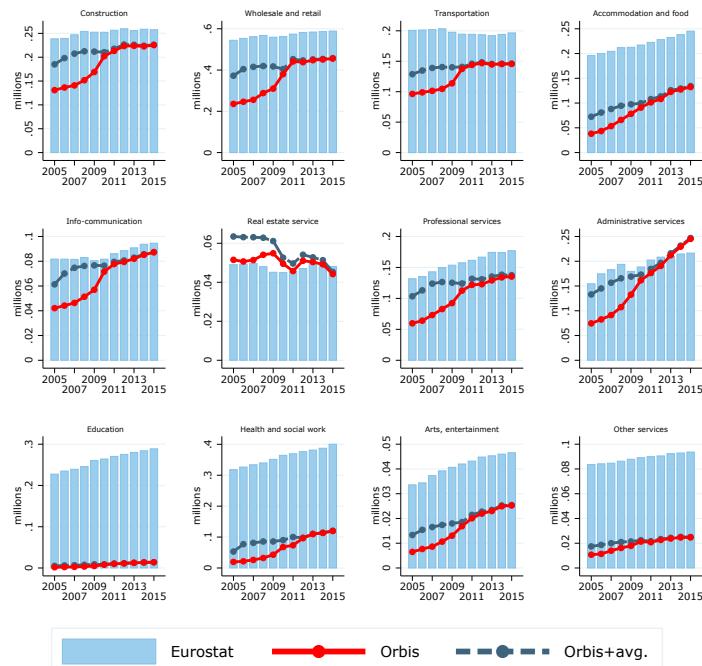 Construction
Wholesale and retail
Transportation
Accommodation and food
millions
0 .05 .1 .15 .2 .25
2005 2007 2009 2011 2013 2015
millions
0 .2 .4 .6
2005 2007 2009 2011 2013 2015
millions
0 .05 .1 .15 .2
2005 2007 2009 2011 2013 2015
millions
0 .05 .1 .15 .2 .25
2005 2007 2009 2011 2013 2015
Info-communication
Real estate service
Professional services
Administrative services
millions
0 .02 .04 .06 .08 .1
2005 2007 2009 2011 2013 2015
millions
0 .02 .04 .06
2005 2007 2009 2011 2013 2015
millions
0 .05 .1 .15 .2
2005 2007 2009 2011 2013 2015
millions
0 .05 .1 .15 .2 .25
2005 2007 2009 2011 2013 2015
Education
Health and social work
Arts, entertainment
Other services
millions
0 .1 .2 .3
2005 2007 2009 2011 2013 2015
millions
0 .1 .2 .3 .4
2005 2007 2009 2011 2013 2015
millions
0 .01 .02 .03 .04 .05
2005 2007 2009 2011 2013 2015
millions
0 .02 .04 .06 .08 .1
2005 2007 2009 2011 2013 2015
Eurostat Orbis Orbis+avg.